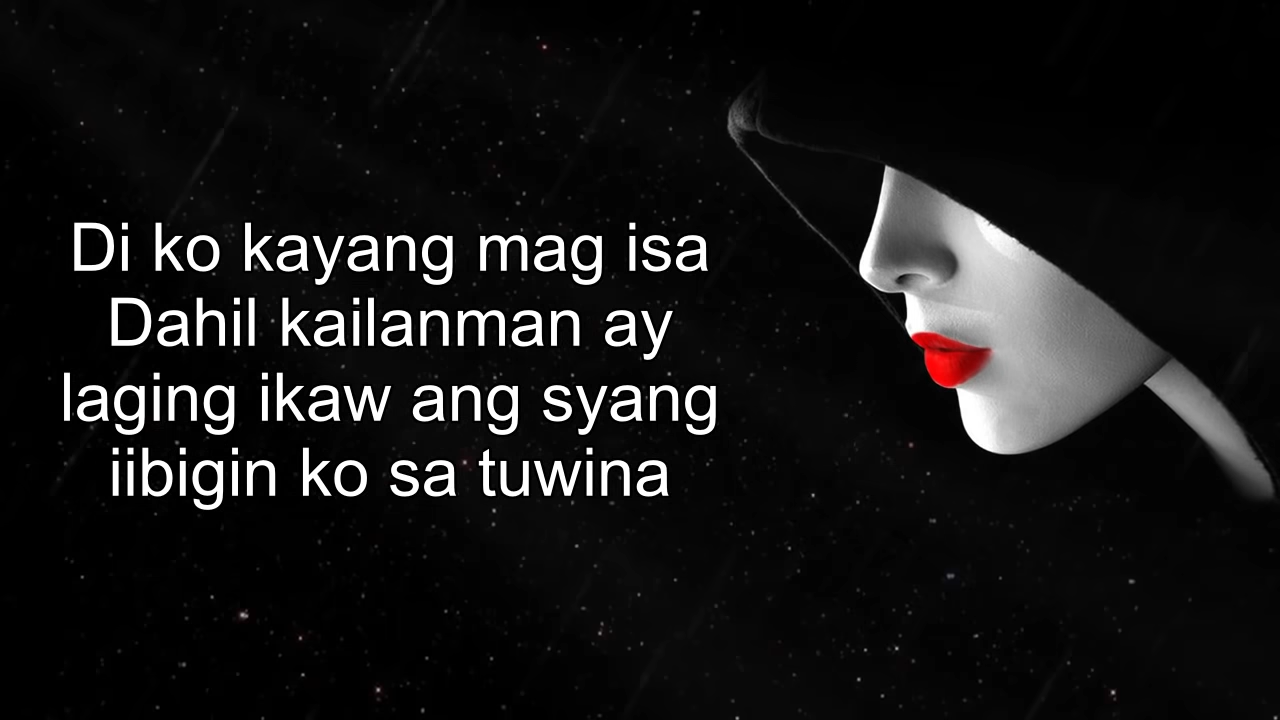 Di ko kayang mag isa
Dahil kailanman ay
laging ikaw ang syang
iibigin ko sa tuwina